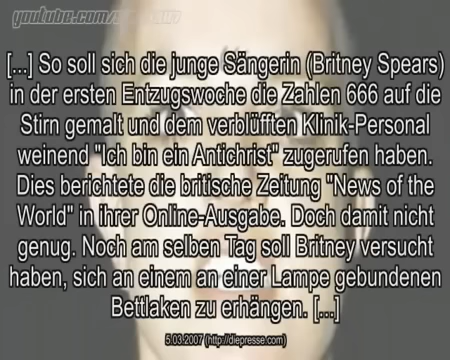 youtube.com/
[...] So soll sich die junge Sängerin (Britney Spears)
in der ersten Entzugswoche die Zahlen 666 auf die
Stirn gemalt und dem verblüfften Klinik-Personal
weinend "Ich bin ein Antichrist" zugerufen haben.
Dies berichtete die britische Zeitung "News of the
World" in ihrer Online-Ausgabe. Doch damit nicht
genug. Noch am selben Tag soll Britney versucht
haben, sich an einem an einer Lampe gebundenen
Bettlaken zu erhängen. [...]
5.03.2007 (http://diepresse.com)